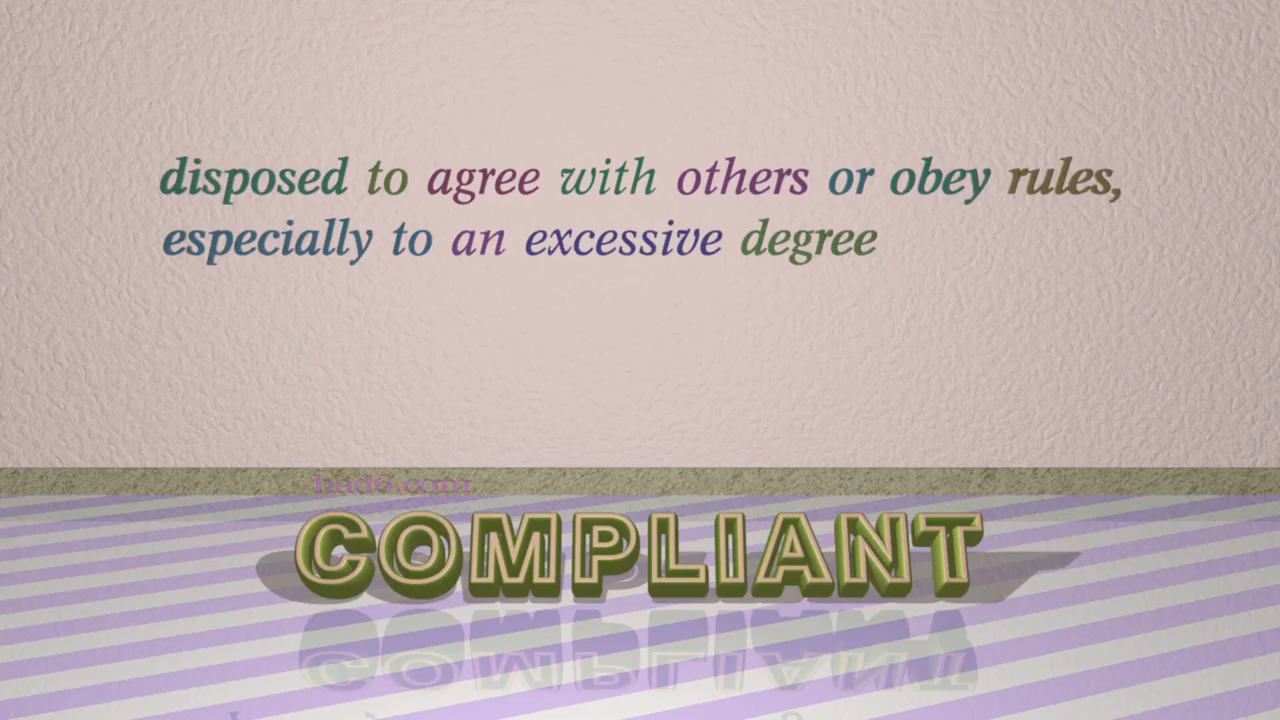 disposed to agree with others or obey rules,
especially to an excessive degree
had6.com
COMPLIANT